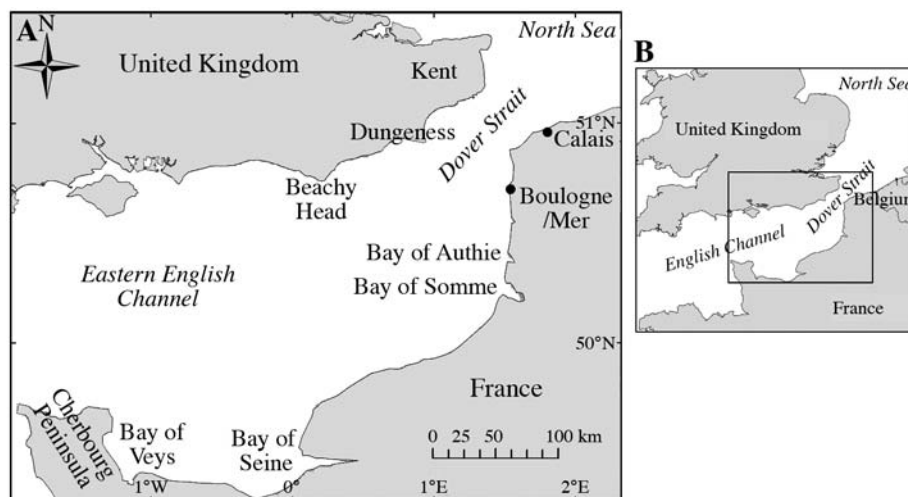 A
N
North Sea
United Kingdom
Kent
Dungeness
Dover Strait
51°N
Calais
Beachy
Head
Boulogne
/Mer
Bay of Authie
Eastern English
Channel
Bay of Somme
50°N
France
Cherbourg
Peninsula
Bay of
Veys
Bay of
Seine
0 25 50 100 km
1°W
0°
1°E
2°E
B
North Sea
United Kingdom
Dover Strait
Belgium
English Channel
France